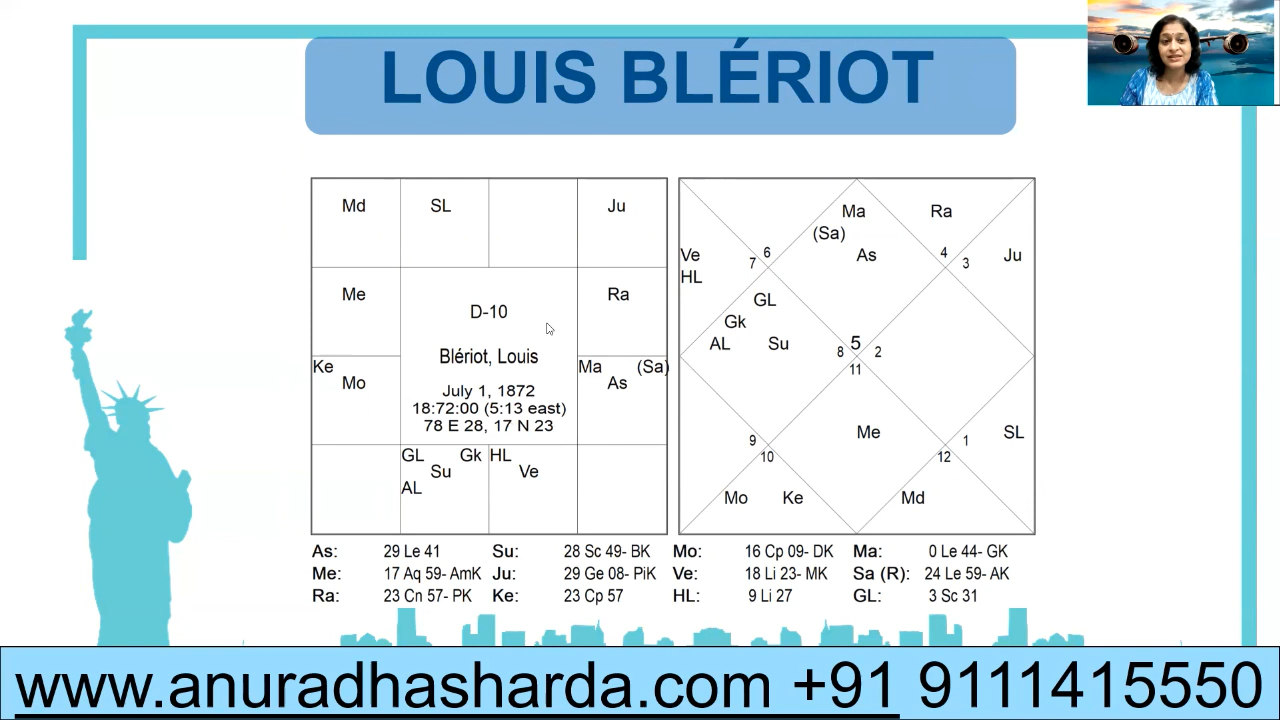 LOUIS BLÉRIOT
Md SL Ju
Me Ra
D-10
Blériot, Louis
July 1, 1872
18:72:00 (5:13 east)
78 E 28, 17 N 23
Ke Mo
Ma (Sa)
As
GL Gk
Su
AL
HL
Ve
Ma Ra
(Sa)
Ve As Ju
6 4
7 3
HL
GL
Gk
AL Su 5
8 2
11
Me SL
9 1
10 12
Mo Ke Md
As: 29 Le 41 Su: 28 Sc 49- BK Mo: 16 Cp 09- DK Ma: 0 Le 44- GK
Me: 17 Aq 59- AmK Ju: 29 Ge 08- PiK Ve: 18 Li 23- MK Sa (R): 24 Le 59- AK
Ra: 23 Cn 57- PK Ke: 23 Cp 57 HL: 9 Li 27 GL: 3 Sc 31
www.anuradhasharda.com +91 9111415550